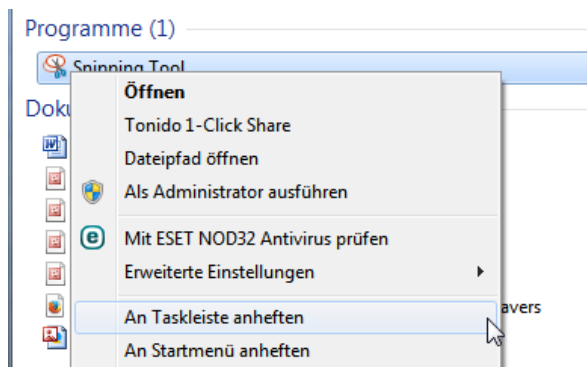 Programme (1)
Snipping Tool
Öffnen
Doku
Tonido 1-Click Share
Dateipfad öffnen
Als Administrator ausführen
Mit ESET NOD32 Antivirus prüfen
Erweiterte Einstellungen
avers
An Taskleiste anheften
An Startmenü anheften